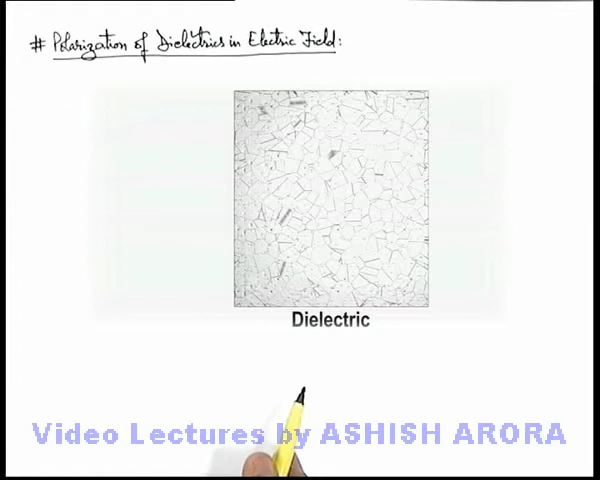 # Polarization of Dielectrics in Electric Field:
Dielectric
Video Lectures by ASHISH ARORA